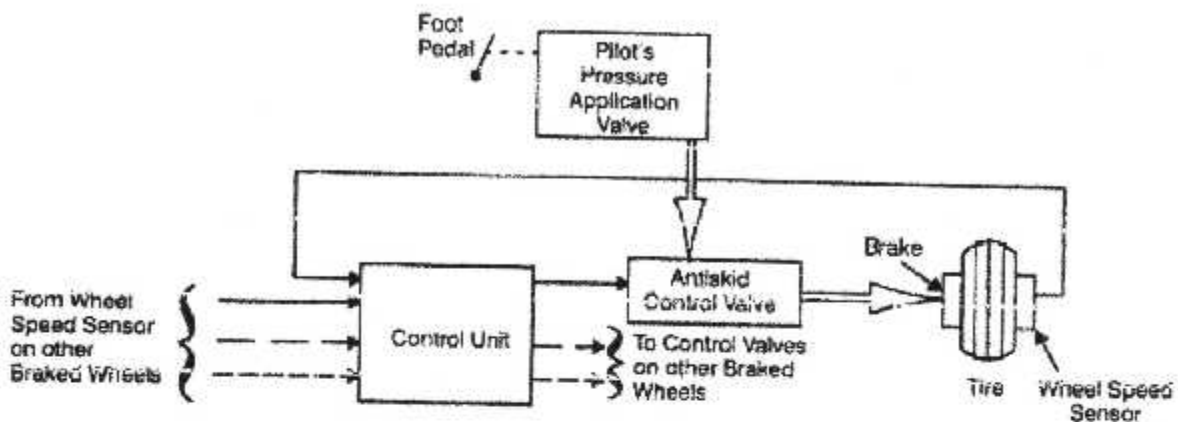 Foot
Pedal
Pilot's
Pressure
Application
Valve
Brake
Antiskid
Control Valve
From Wheel
Speed Sensor
on other
Braked Wheels
Control Unit
To Control Valves
on other Braked
Wheels
Tire
Wheel Speed
Sensor